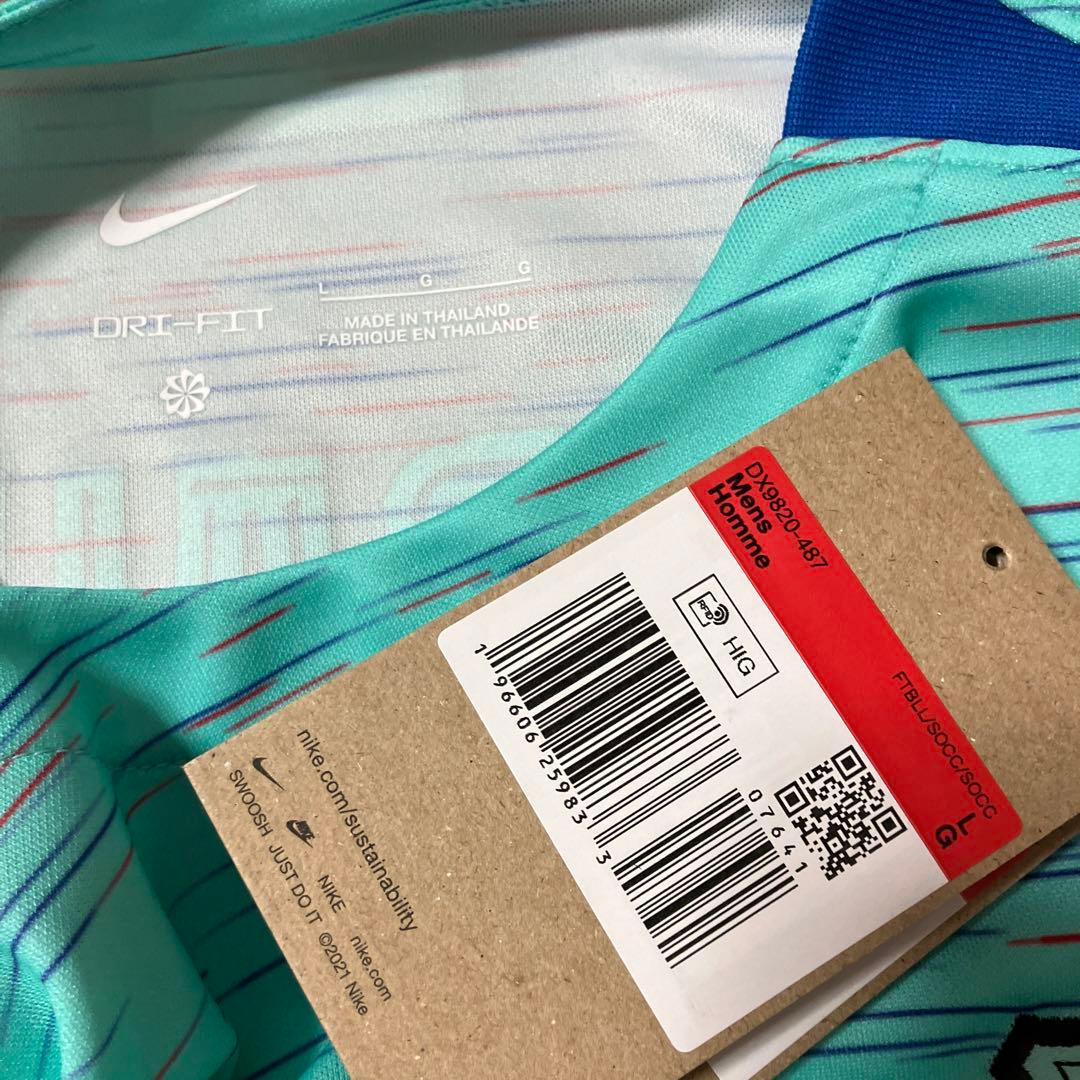 L G G
DRI-FIT
MADE IN THAILAND
FABRIQUE EN THAILANDE
DX9820-487
Mens
Homme
FTBLL/SOCC/SOCC
L
G
RFID
HIG
1 96606 25983 3
07641
nike.com/sustainability
NIKE nike.com
SWOOSH JUST DO IT ©2021 Nike